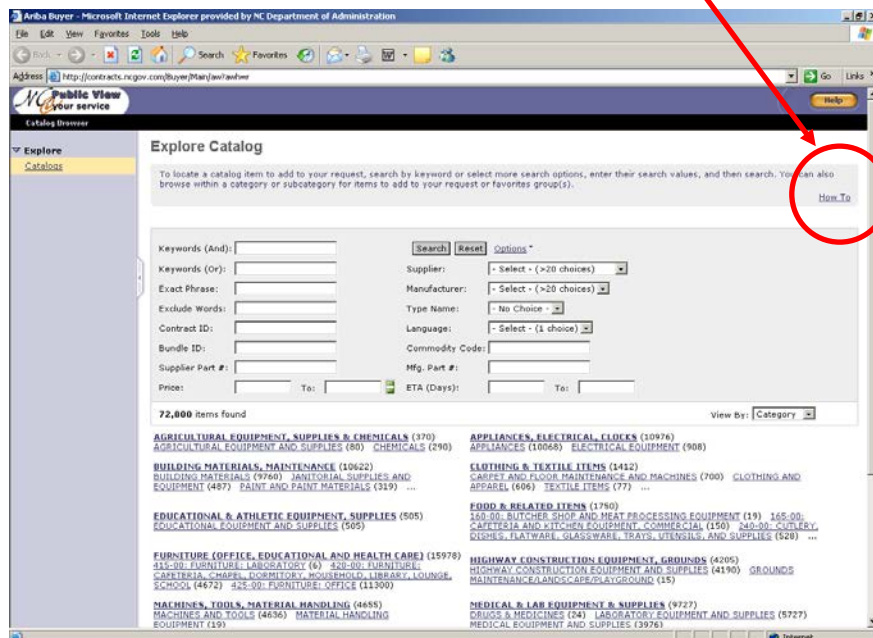 Ariba Buyer - Microsoft Internet Explorer provided by NC Department of Administration
File Edit View Favorites Tools Help
Back Search Favorites
Address http://contracts.ncgov.com/Buyer/Main/aw?awh=r Go Links
NC Public View
@ your service
Help
Catalog Browser
Explore
Catalogs
Explore Catalog
To locate a catalog item to add to your request, search by keyword or select more search options, enter their search values, and then search. You can also
browse within a category or subcategory for items to add to your request or favorites group(s).
How To
Keywords (And): Search Reset Options
Keywords (Or): Supplier: - Select - (>20 choices)
Exact Phrase: Manufacturer: - Select - (>20 choices)
Exclude Words: Type Name: - No Choice -
Contract ID: Language: - Select - (1 choice)
Bundle ID: Commodity Code:
Supplier Part #: Mfg. Part #:
Price: To: ETA (Days): To:
72,000 items found View By: Category
AGRICULTURAL EQUIPMENT, SUPPLIES & CHEMICALS (370)
AGRICULTURAL EQUIPMENT AND SUPPLIES (80) CHEMICALS (290)
APPLIANCES, ELECTRICAL, CLOCKS (10976)
APPLIANCES (10068) ELECTRICAL EQUIPMENT (908)
BUILDING MATERIALS, MAINTENANCE (10622)
BUILDING MATERIALS (9760) JANITORIAL SUPPLIES AND
EQUIPMENT (487) PAINT AND PAINT MATERIALS (319) ...
CLOTHING & TEXTILE ITEMS (1412)
CARPET AND FLOOR MAINTENANCE AND MACHINES (700) CLOTHING AND
APPAREL (606) TEXTILE ITEMS (77) ...
EDUCATIONAL & ATHLETIC EQUIPMENT, SUPPLIES (505)
EDUCATIONAL EQUIPMENT AND SUPPLIES (505)
FOOD & RELATED ITEMS (1750)
160-00: BUTCHER SHOP AND MEAT PROCESSING EQUIPMENT (19) 165-00:
CAFETERIA AND KITCHEN EQUIPMENT, COMMERCIAL (150) 240-00: CUTLERY,
DISHES, FLATWARE, GLASSWARE, TRAYS, UTENSILS, AND SUPPLIES (528) ...
FURNITURE (OFFICE, EDUCATIONAL AND HEALTH CARE) (15978)
415-00: FURNITURE: LABORATORY (6) 420-00: FURNITURE:
CAFETERIA, CHAPEL, DORMITORY, HOUSEHOLD, LIBRARY, LOUNGE,
SCHOOL (4672) 425-00: FURNITURE: OFFICE (11300)
HIGHWAY CONSTRUCTION EQUIPMENT, GROUNDS (4205)
HIGHWAY CONSTRUCTION EQUIPMENT AND SUPPLIES (4190) GROUNDS
MAINTENANCE/LANDSCAPE/PLAYGROUND (15)
MACHINES, TOOLS, MATERIAL HANDLING (4655)
MACHINES AND TOOLS (4636) MATERIAL HANDLING
EQUIPMENT (19)
MEDICAL & LAB EQUIPMENT & SUPPLIES (9727)
DRUGS & MEDICINES (24) LABORATORY EQUIPMENT AND SUPPLIES (5727)
MEDICAL EQUIPMENT AND SUPPLIES (3976)
Internet